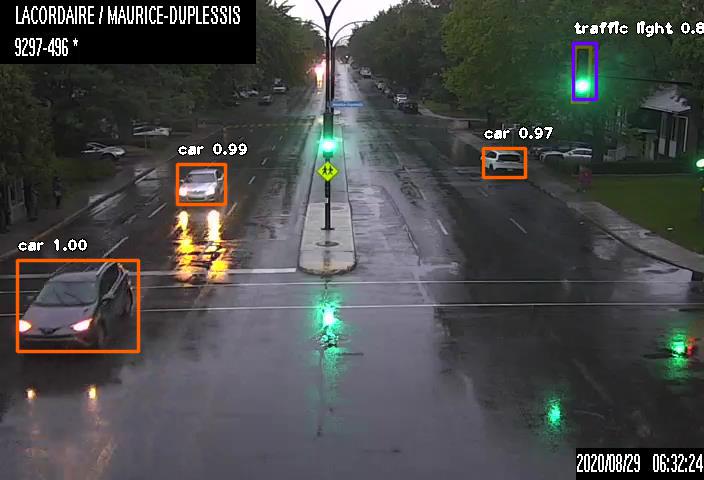 LACORDAIRE / MAURICE-DUPLESSIS
9297-496 *
traffic light 0.8
car 0.99
car 0.97
car 1.00
2020/08/29 06:32:24